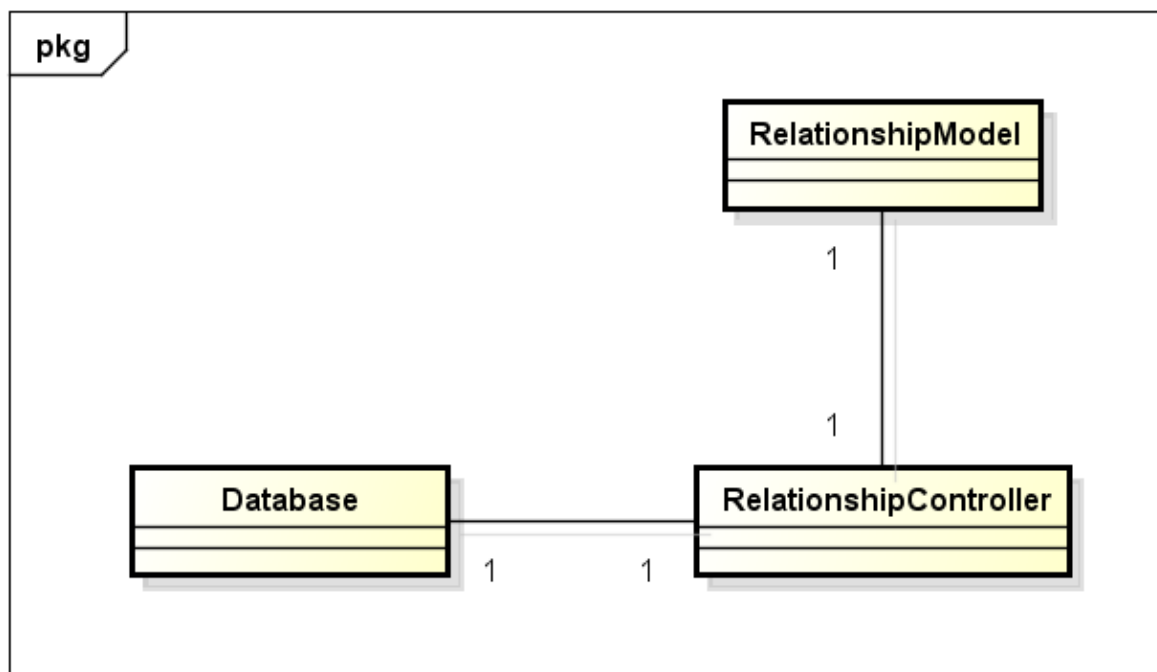 pkg
RelationshipModel
1
1
Database
RelationshipController
1
1